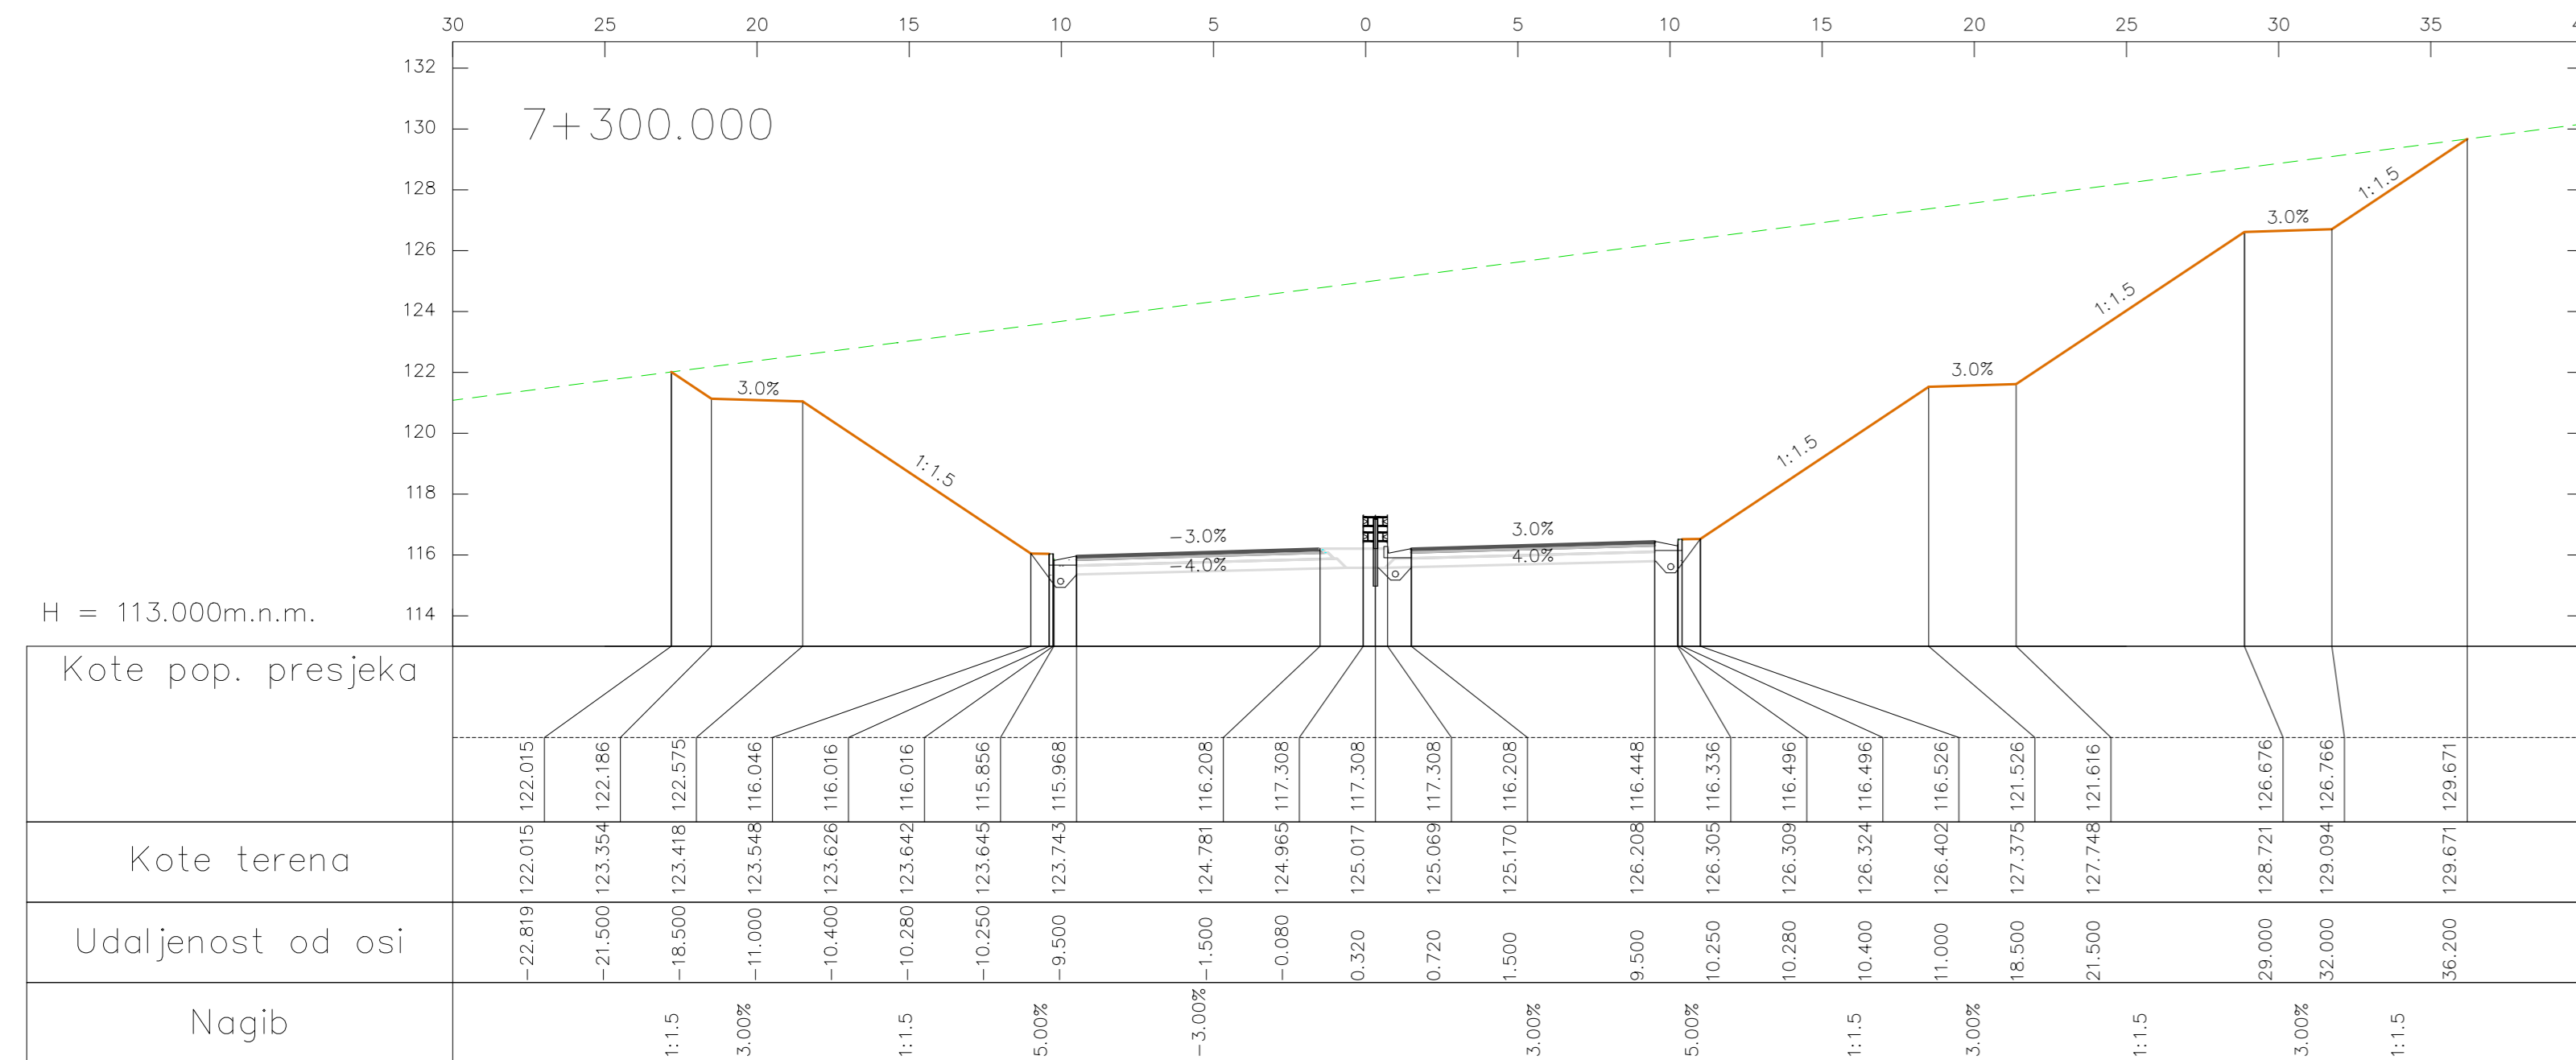 30 25 20 15 10 5 0 5 10 15 20 25 30 35
132
130
128
126
124
122
120
118
116
114
7+300.000
3.0%
1:1.5
-3.0%
-4.0%
3.0%
4.0%
1:1.5
3.0%
1:1.5
3.0%
1:1.5
H = 113.000m.n.m.
Kote pop. presjeka
122.015 122.186 122.575 116.046 116.016 116.016 115.856 115.968 116.208 117.308 117.308 117.308 116.208 116.448 116.336 116.496 116.496 116.526 121.526 121.616 126.676 126.766 129.671
Kote terena
122.015 123.354 123.418 123.548 123.626 123.642 123.645 123.743 124.781 124.965 125.017 125.069 125.170 126.208 126.305 126.309 126.324 126.402 127.375 127.748 128.721 129.094 129.671
Udaljenost od osi
-22.819 -21.500 -18.500 -11.000 -10.400 -10.280 -10.250 -9.500 -1.500 -0.080 0.320 0.720 1.500 9.500 10.250 10.280 10.400 11.000 18.500 21.500 29.000 32.000 36.200
Nagib
1:1.5 3.00% 1:1.5 5.00% -3.00% 3.00% 5.00% 1:1.5 3.00% 1:1.5 3.00% 1:1.5